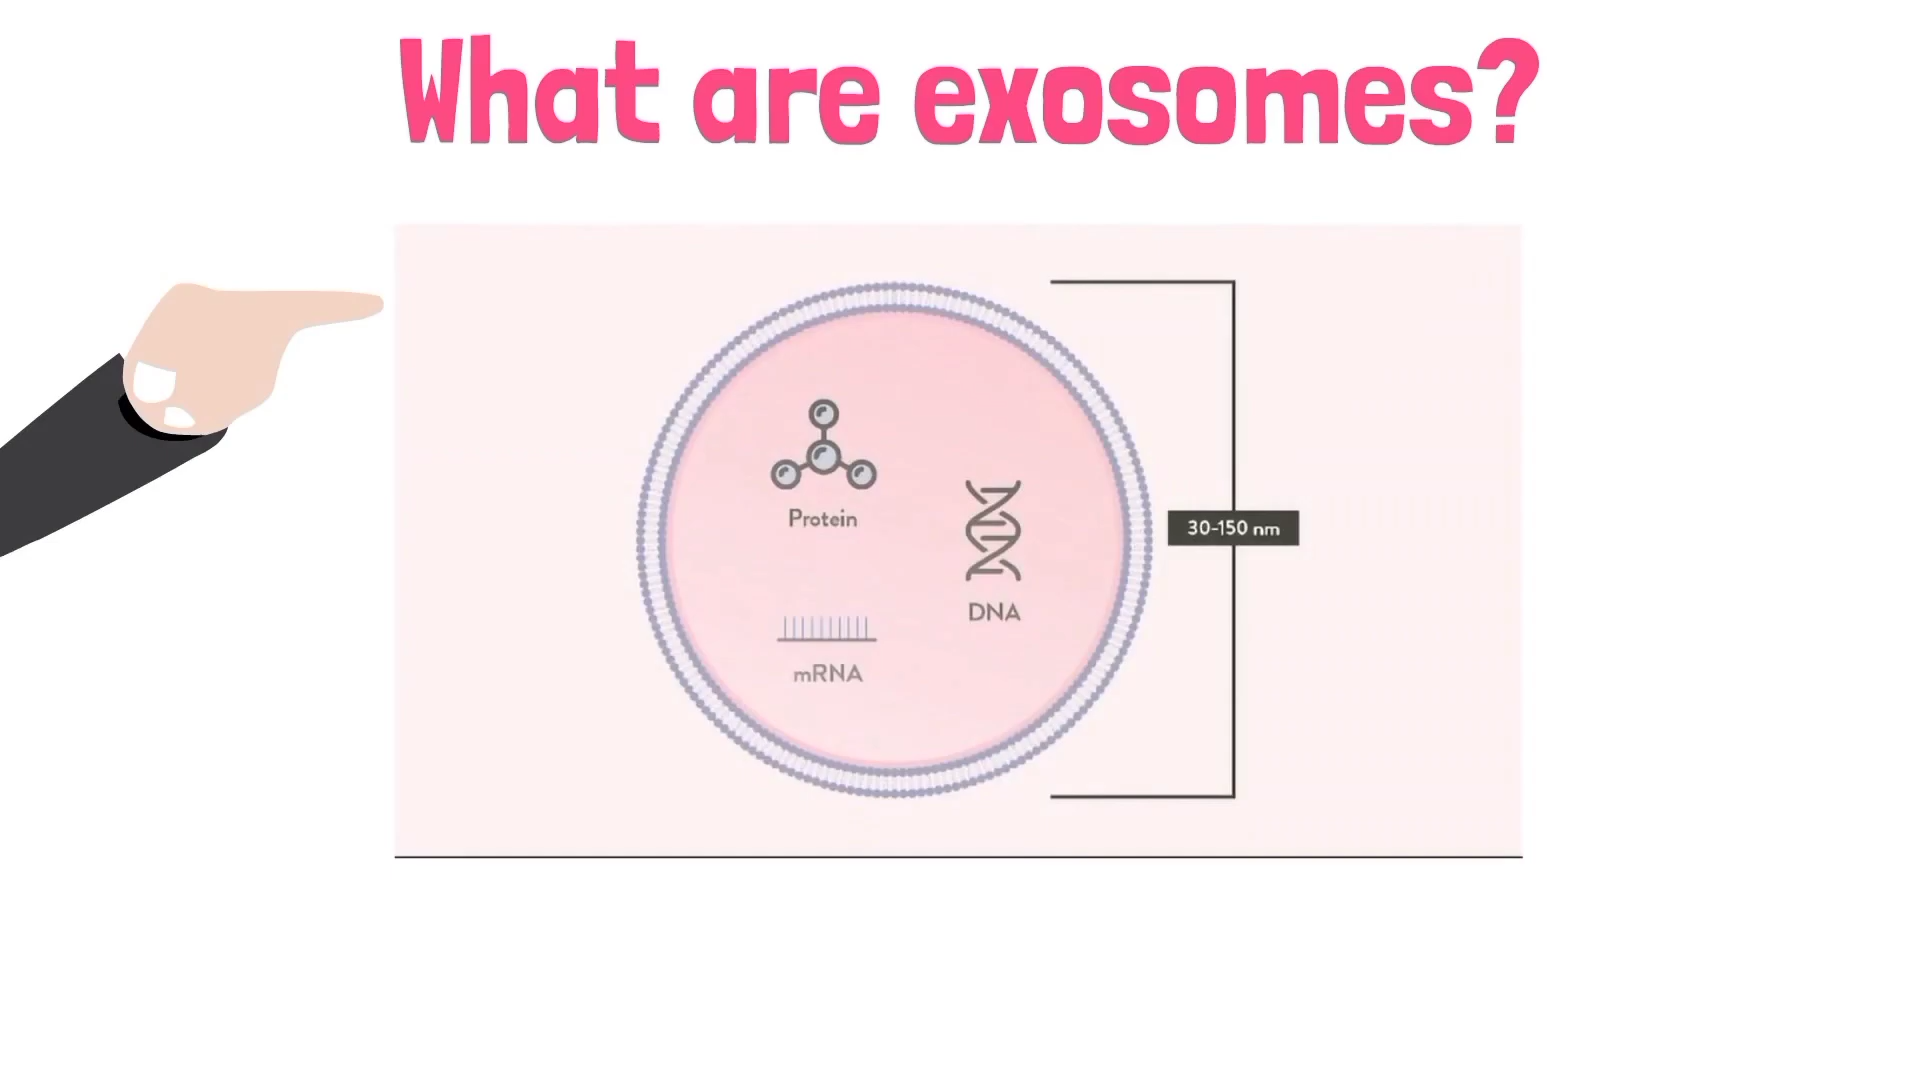 What are exosomes?
Protein
DNA
mRNA
30-150 nm